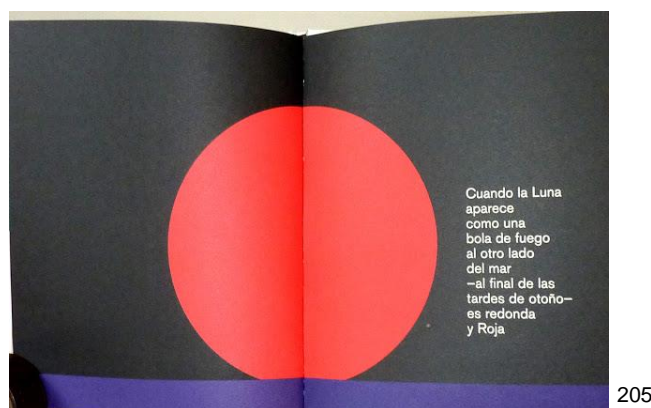 Cuando la Luna
aparece
como una
bola de fuego
al otro lado
del mar
—al final de las
tardes de otoño—
es redonda
y Roja
205